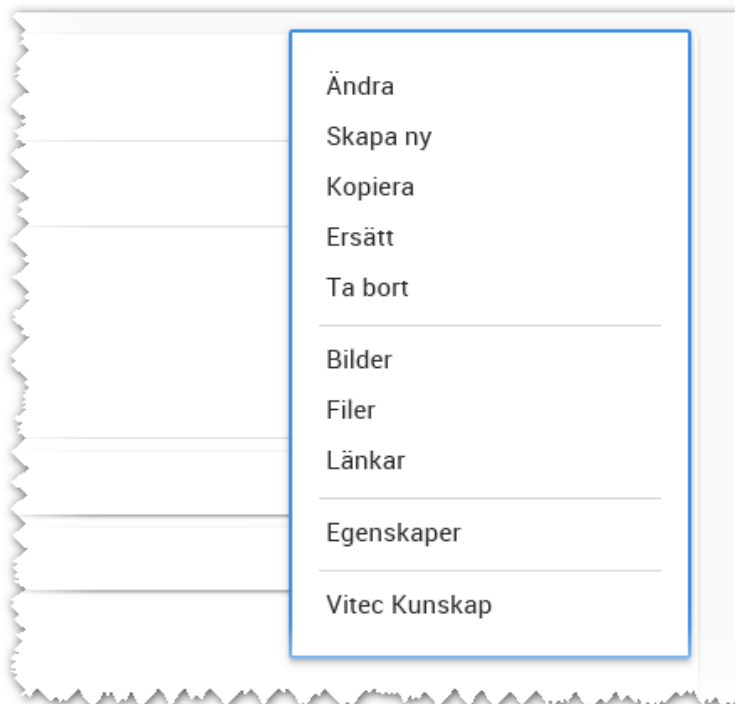 Ändra
Skapa ny
Kopiera
Ersätt
Ta bort
Bilder
Filer
Länkar
Egenskaper
Vitec Kunskap